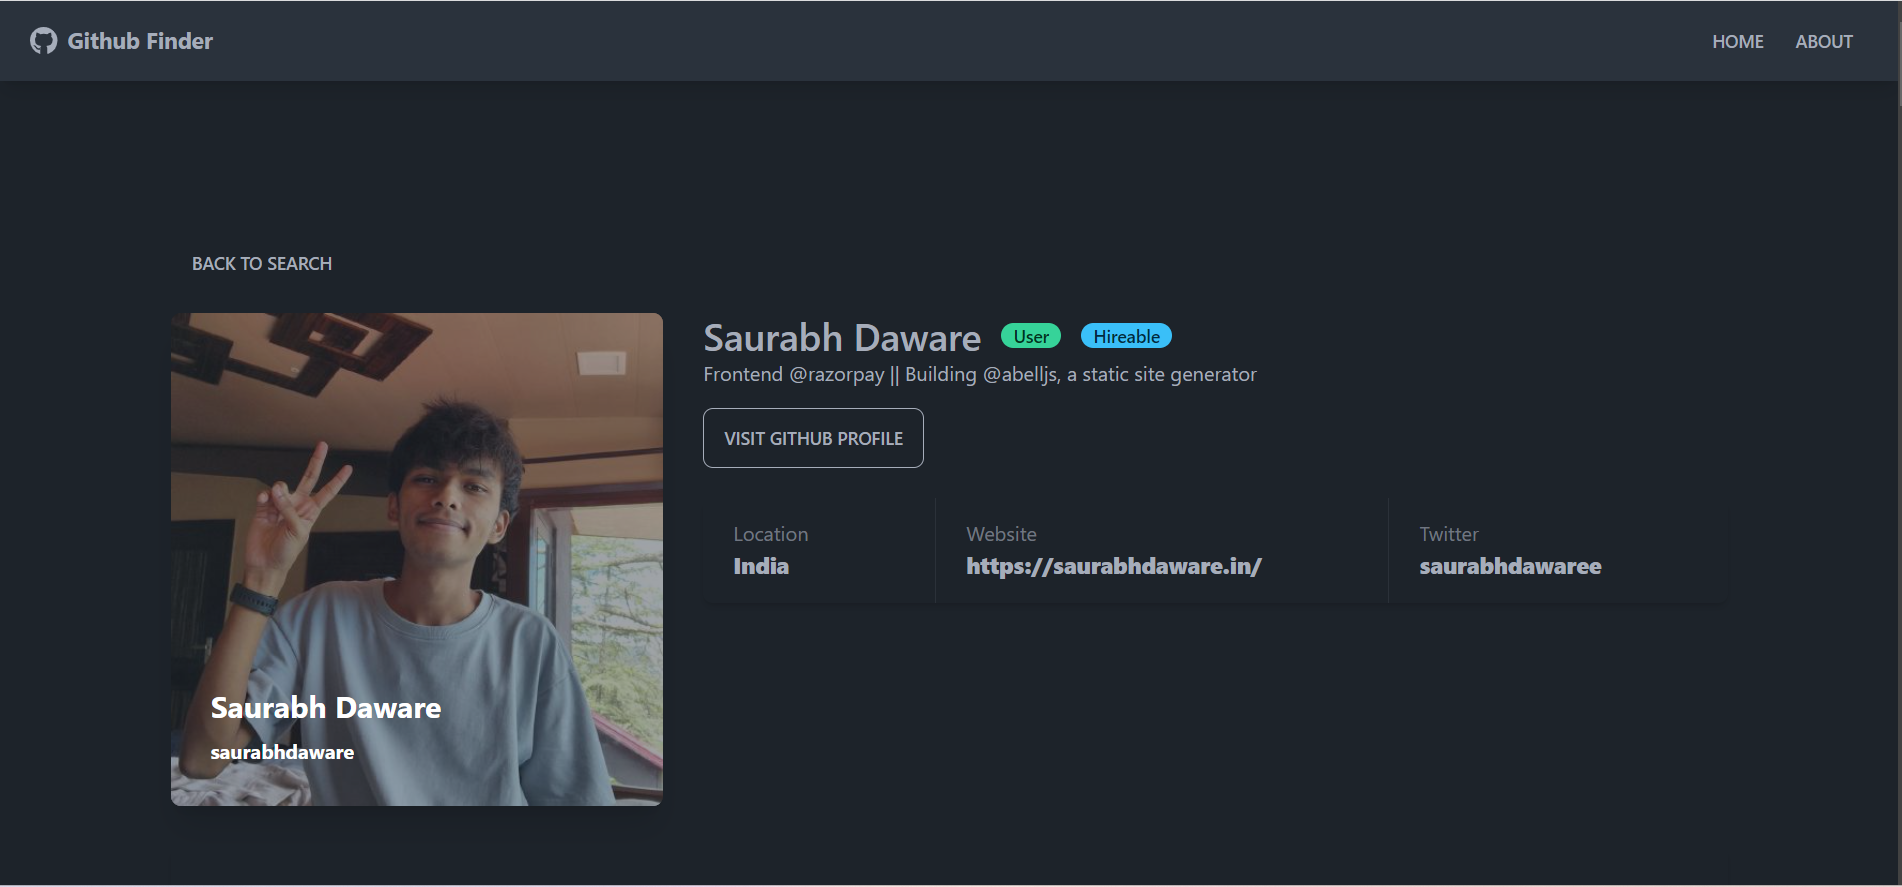 Github Finder
HOME ABOUT
BACK TO SEARCH
Saurabh Daware User Hireable
Frontend @razorpay || Building @abelljs, a static site generator
VISIT GITHUB PROFILE
Location
India
Website
https://saurabhdaware.in/
Twitter
saurabhdawaree
Saurabh Daware
saurabhdaware